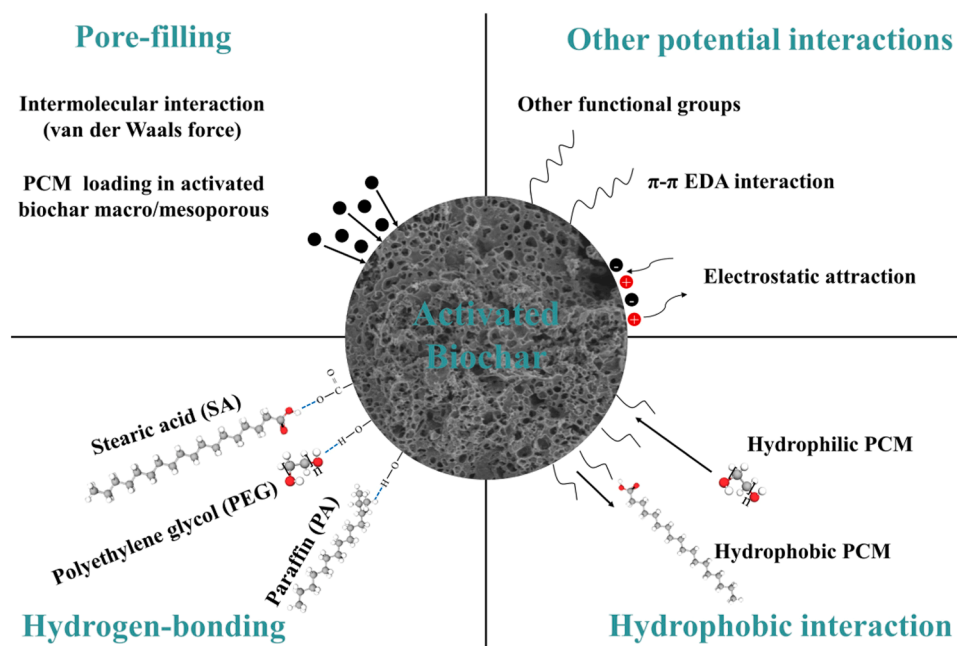 Pore-filling
Intermolecular interaction
(van der Waals force)
PCM loading in activated
biochar macro/mesoporous
Other potential interactions
Other functional groups
π-π EDA interaction
-
+
-
+
Electrostatic attraction
Activated
Biochar
O
C
O
Stearic acid (SA)
O
H
n
Polyethylene glycol (PEG)
O
H
Paraffin (PA)
Hydrogen-bonding
Hydrophilic PCM
n
Hydrophobic PCM
Hydrophobic interaction